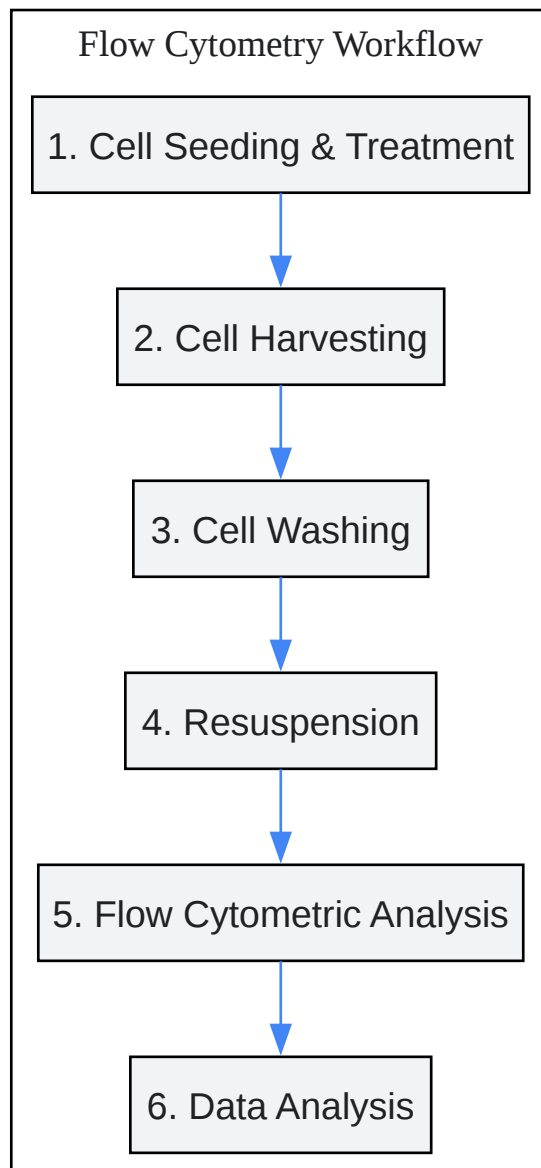 Flow Cytometry Workflow
1. Cell Seeding & Treatment
2. Cell Harvesting
3. Cell Washing
4. Resuspension
5. Flow Cytometric Analysis
6. Data Analysis